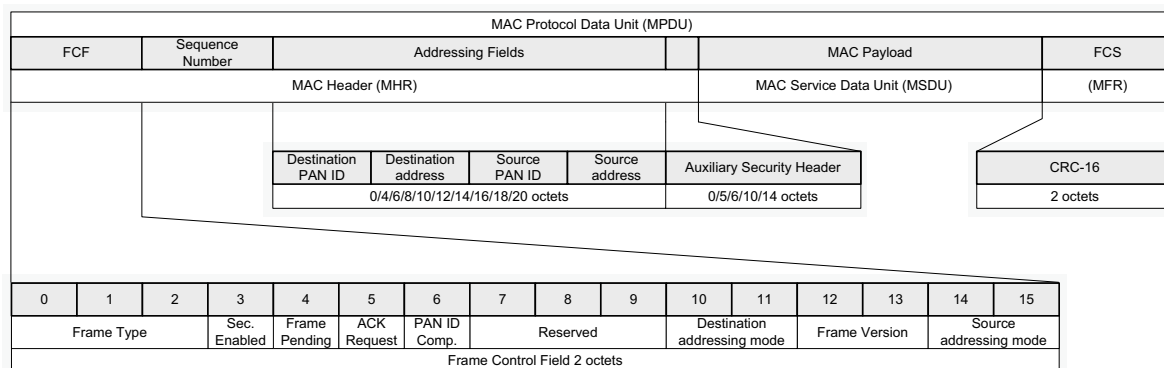 MAC Protocol Data Unit (MPDU)
FCF Sequence Number Addressing Fields MAC Payload FCS
MAC Header (MHR) MAC Service Data Unit (MSDU) (MFR)
Destination PAN ID Destination address Source PAN ID Source address Auxiliary Security Header CRC-16
0/4/6/8/10/12/14/16/18/20 octets 0/5/6/10/14 octets 2 octets
0 1 2 3 4 5 6 7 8 9 10 11 12 13 14 15
Frame Type Sec. Enabled Frame Pending ACK Request PAN ID Comp. Reserved Destination addressing mode Frame Version Source addressing mode
Frame Control Field 2 octets